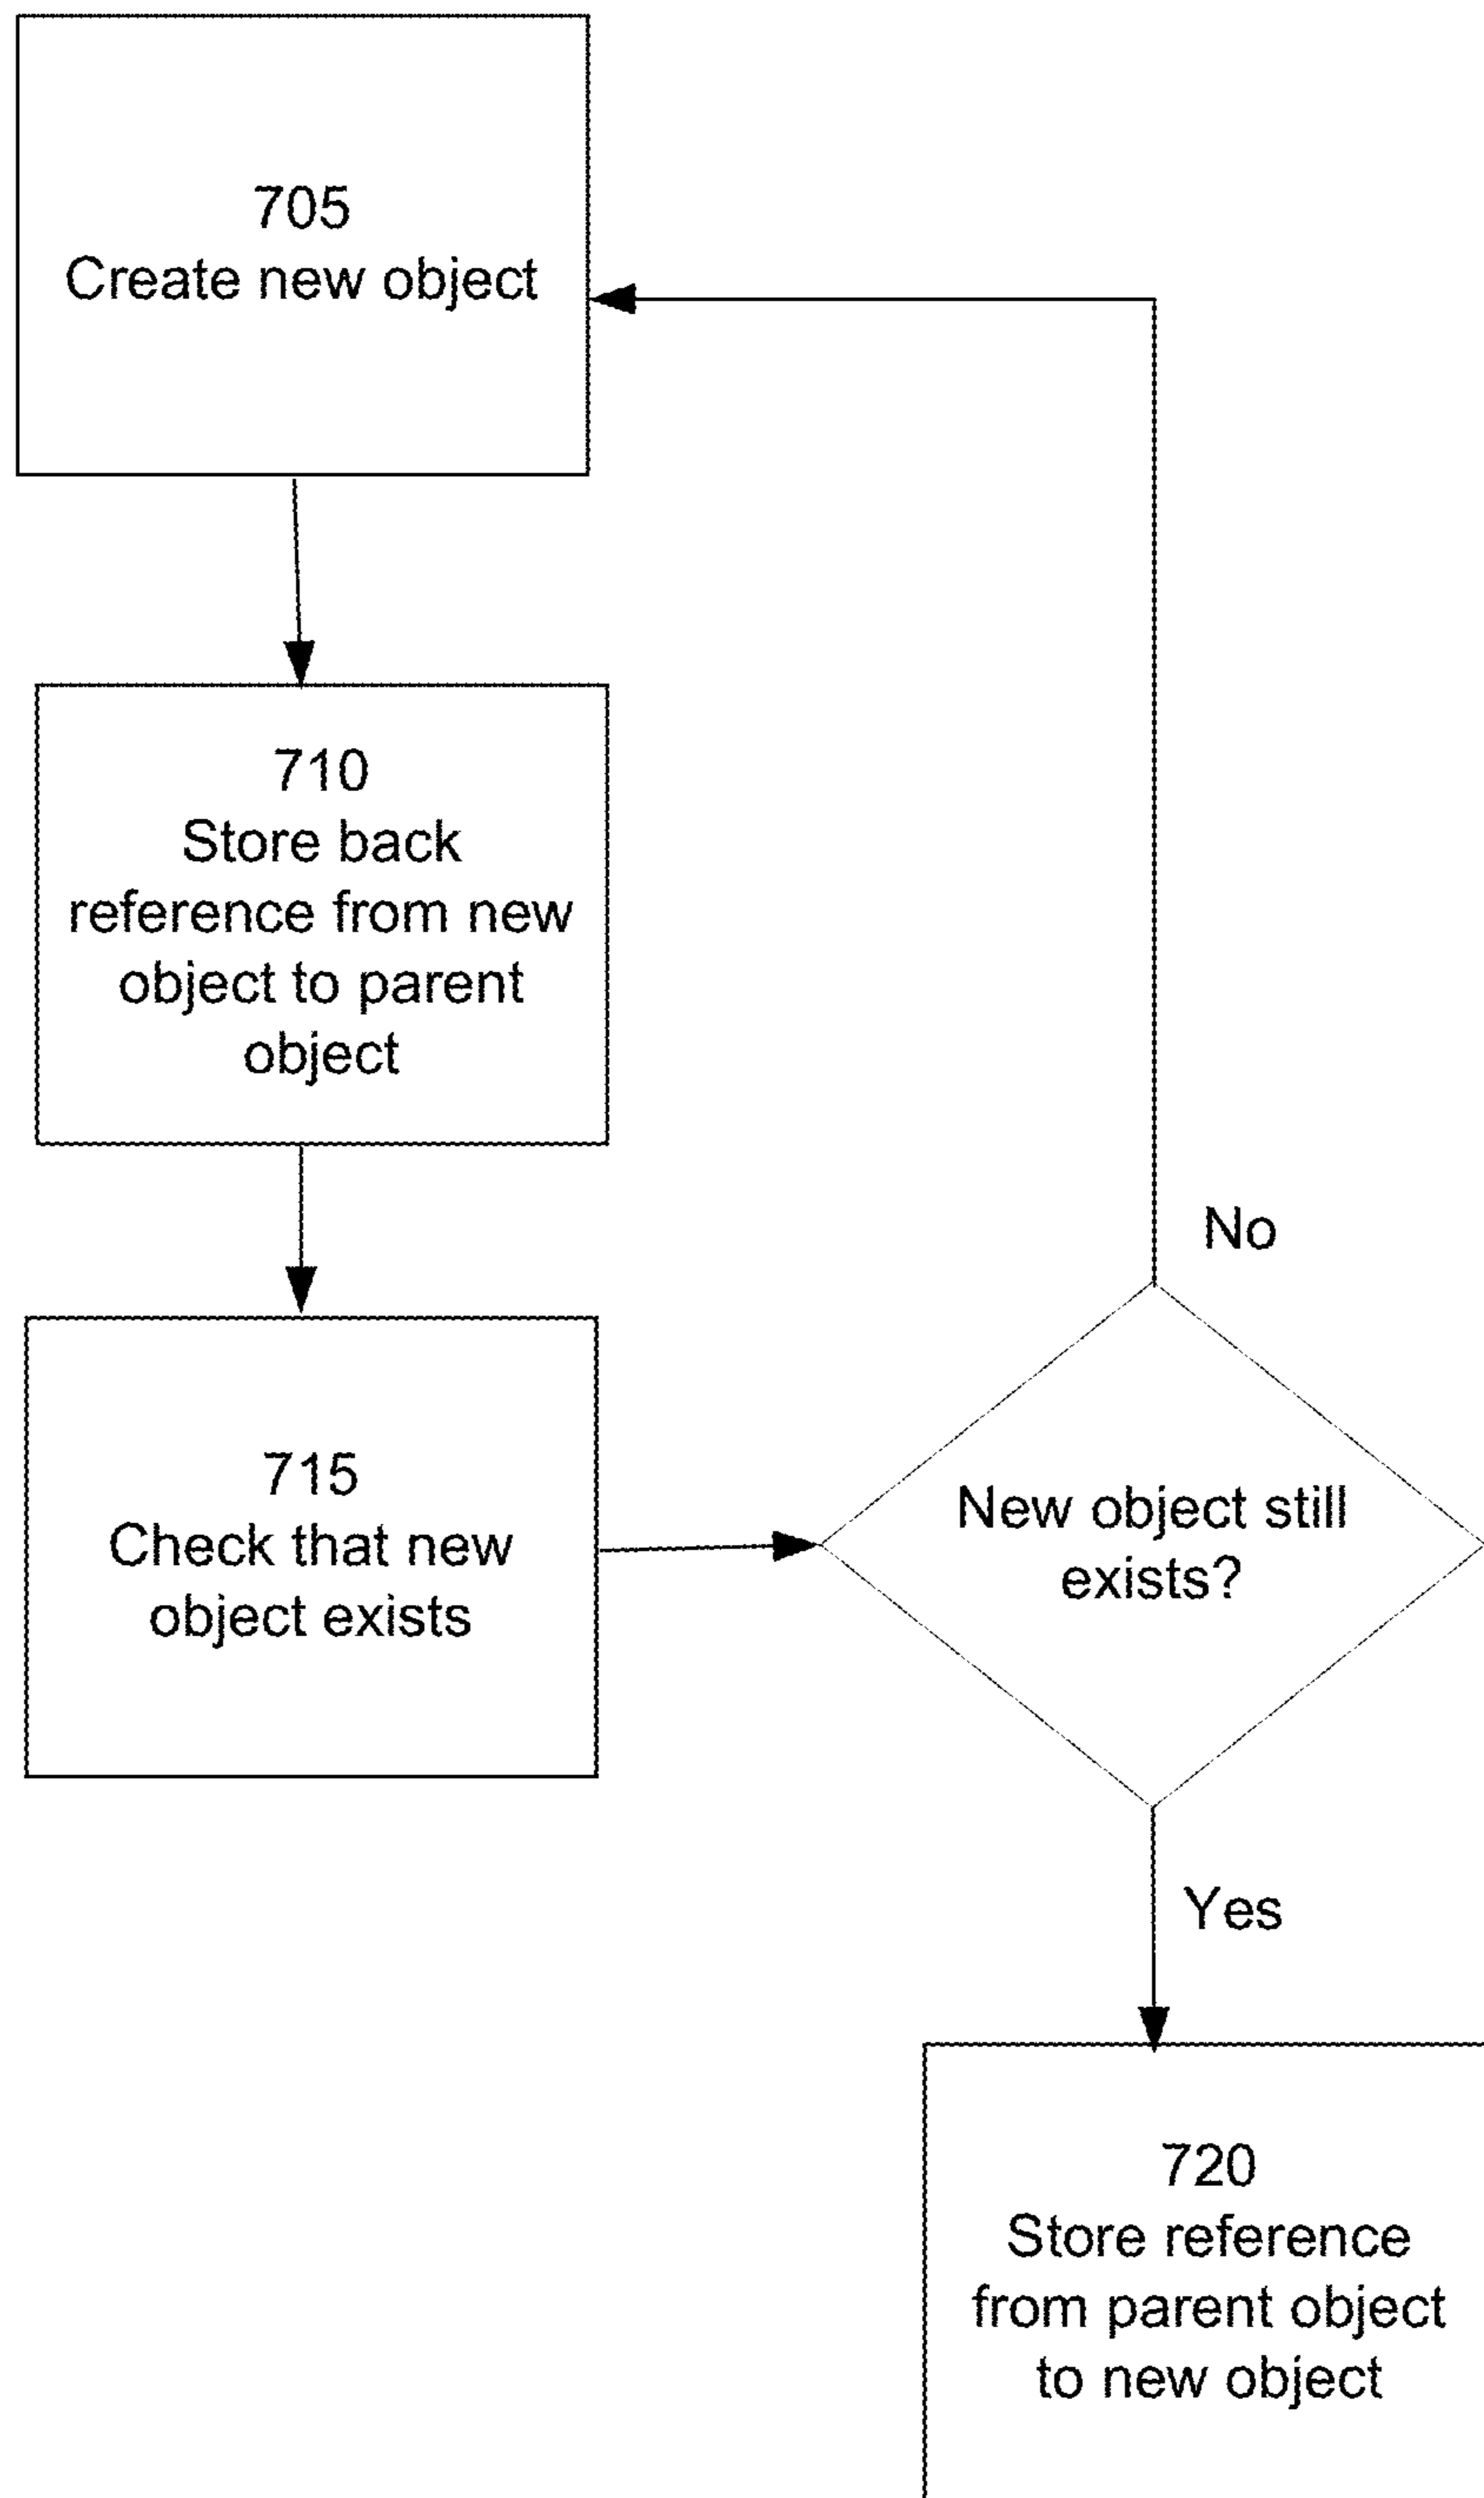 705
Create new object
710
Store back
reference from new
object to parent
object
715
Check that new
object exists
No
New object still
exists?
Yes
720
Store reference
from parent object
to new object